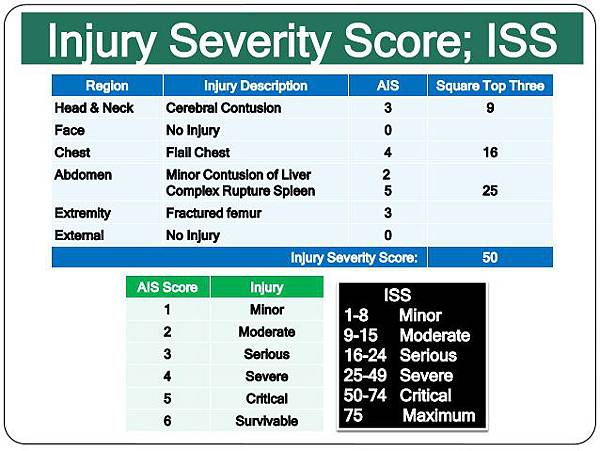 Injury Severity Score; ISS
Region Injury Description AIS Square Top Three
Head & Neck Cerebral Contusion 3 9
Face No Injury 0
Chest Flail Chest 4 16
Abdomen Minor Contusion of Liver 2
Complex Rupture Spleen 5 25
Extremity Fractured femur 3
External No Injury 0
Injury Severity Score: 50
AIS Score Injury
1 Minor
2 Moderate
3 Serious
4 Severe
5 Critical
6 Survivable
ISS
1-8 Minor
9-15 Moderate
16-24 Serious
25-49 Severe
50-74 Critical
75 Maximum